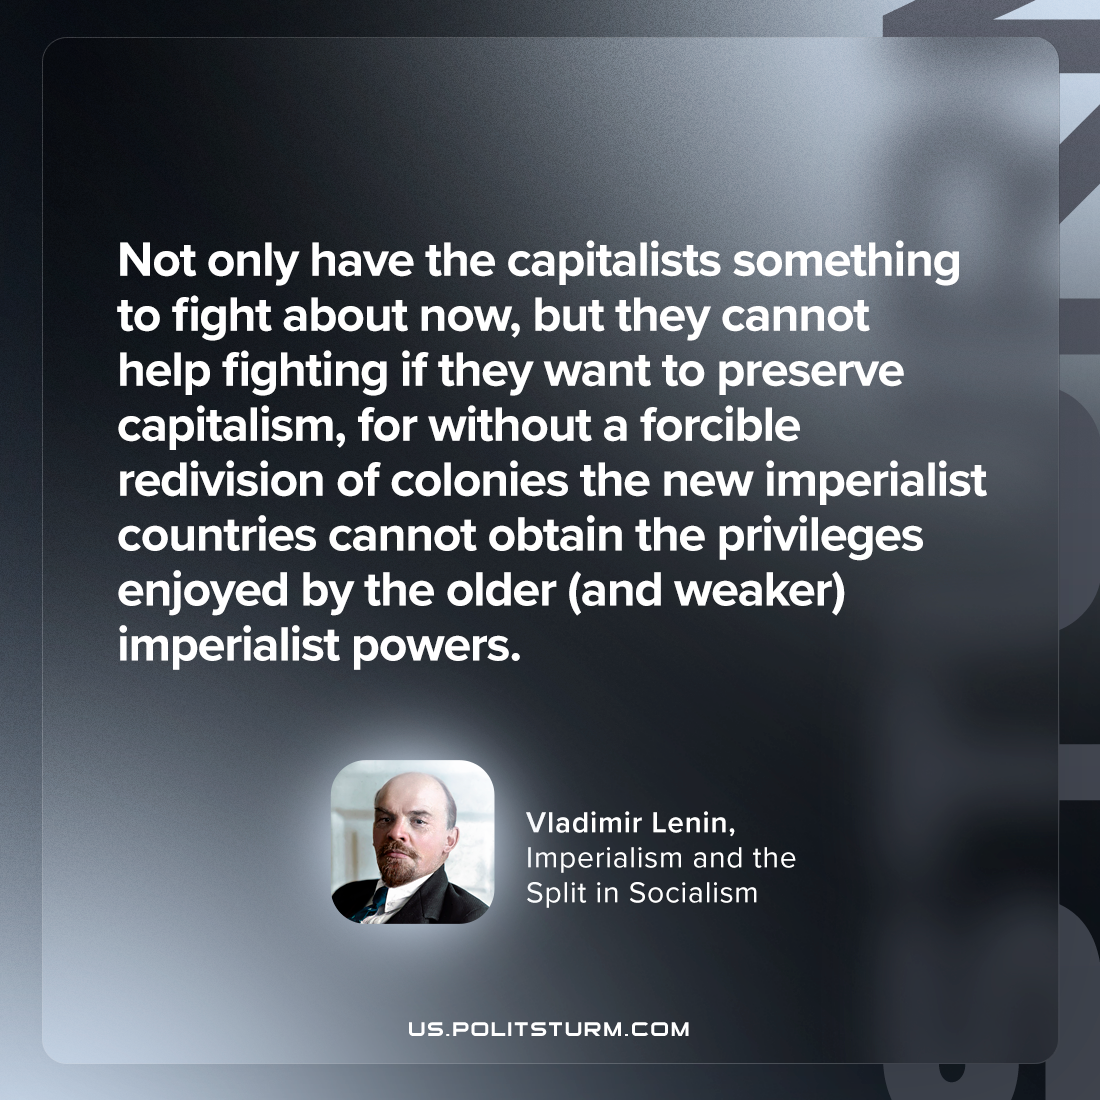 Not only have the capitalists something
to fight about now, but they cannot
help fighting if they want to preserve
capitalism, for without a forcible
redivision of colonies the new imperialist
countries cannot obtain the privileges
enjoyed by the older (and weaker)
imperialist powers.
Vladimir Lenin,
Imperialism and the
Split in Socialism
US.POLITSTURM.COM